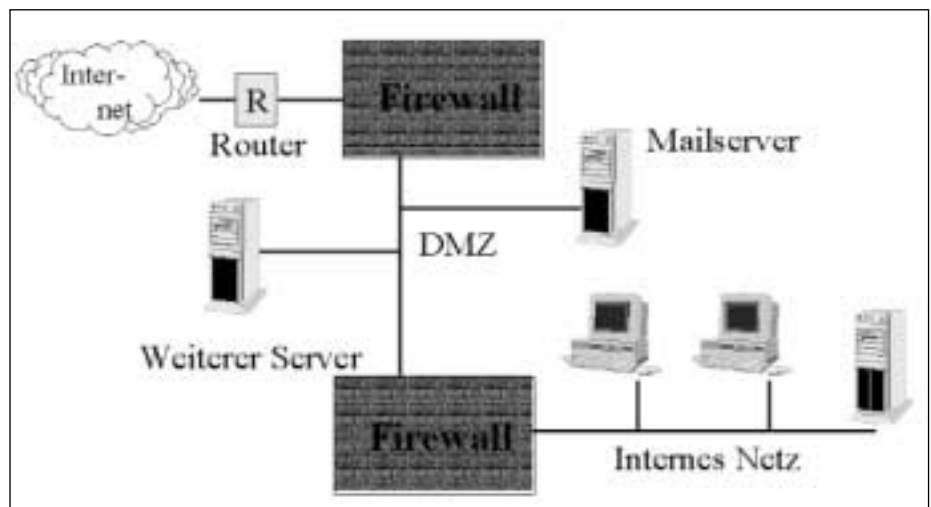 Inter-
net
R
Router
Firewall
Mailserver
DMZ
Weiterer Server
Firewall
Internes Netz